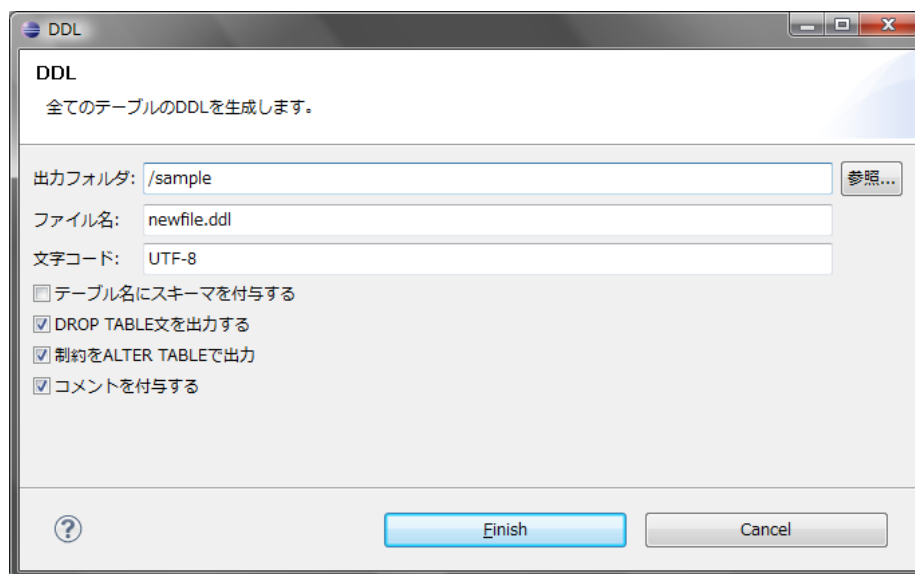 DDL
DDL
全てのテーブルのDDLを生成します。
出力フォルダ: /sample 参照...
ファイル名: newfile.ddl
文字コード: UTF-8
テーブル名にスキーマを付与する
DROP TABLE文を出力する
制約をALTER TABLEで出力
コメントを付与する
? Finish Cancel